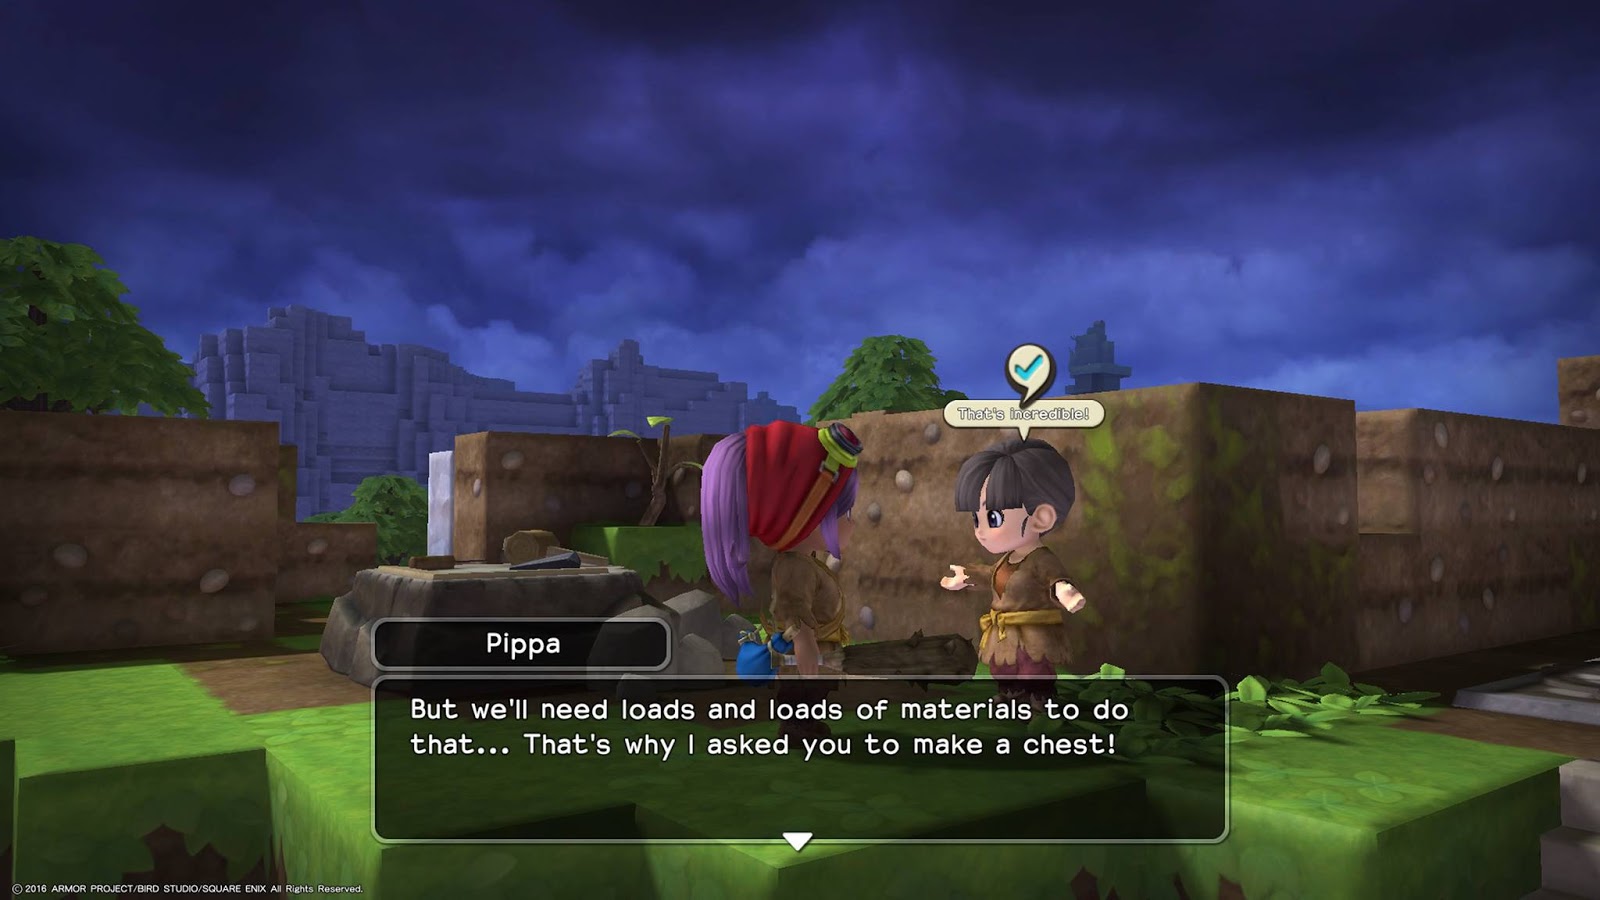 That's incredible!
Pippa
But we'll need loads and loads of materials to do
that... That's why I asked you to make a chest!
© 2016 ARMOR PROJECT/BIRD STUDIO/SQUARE ENIX All Rights Reserved.